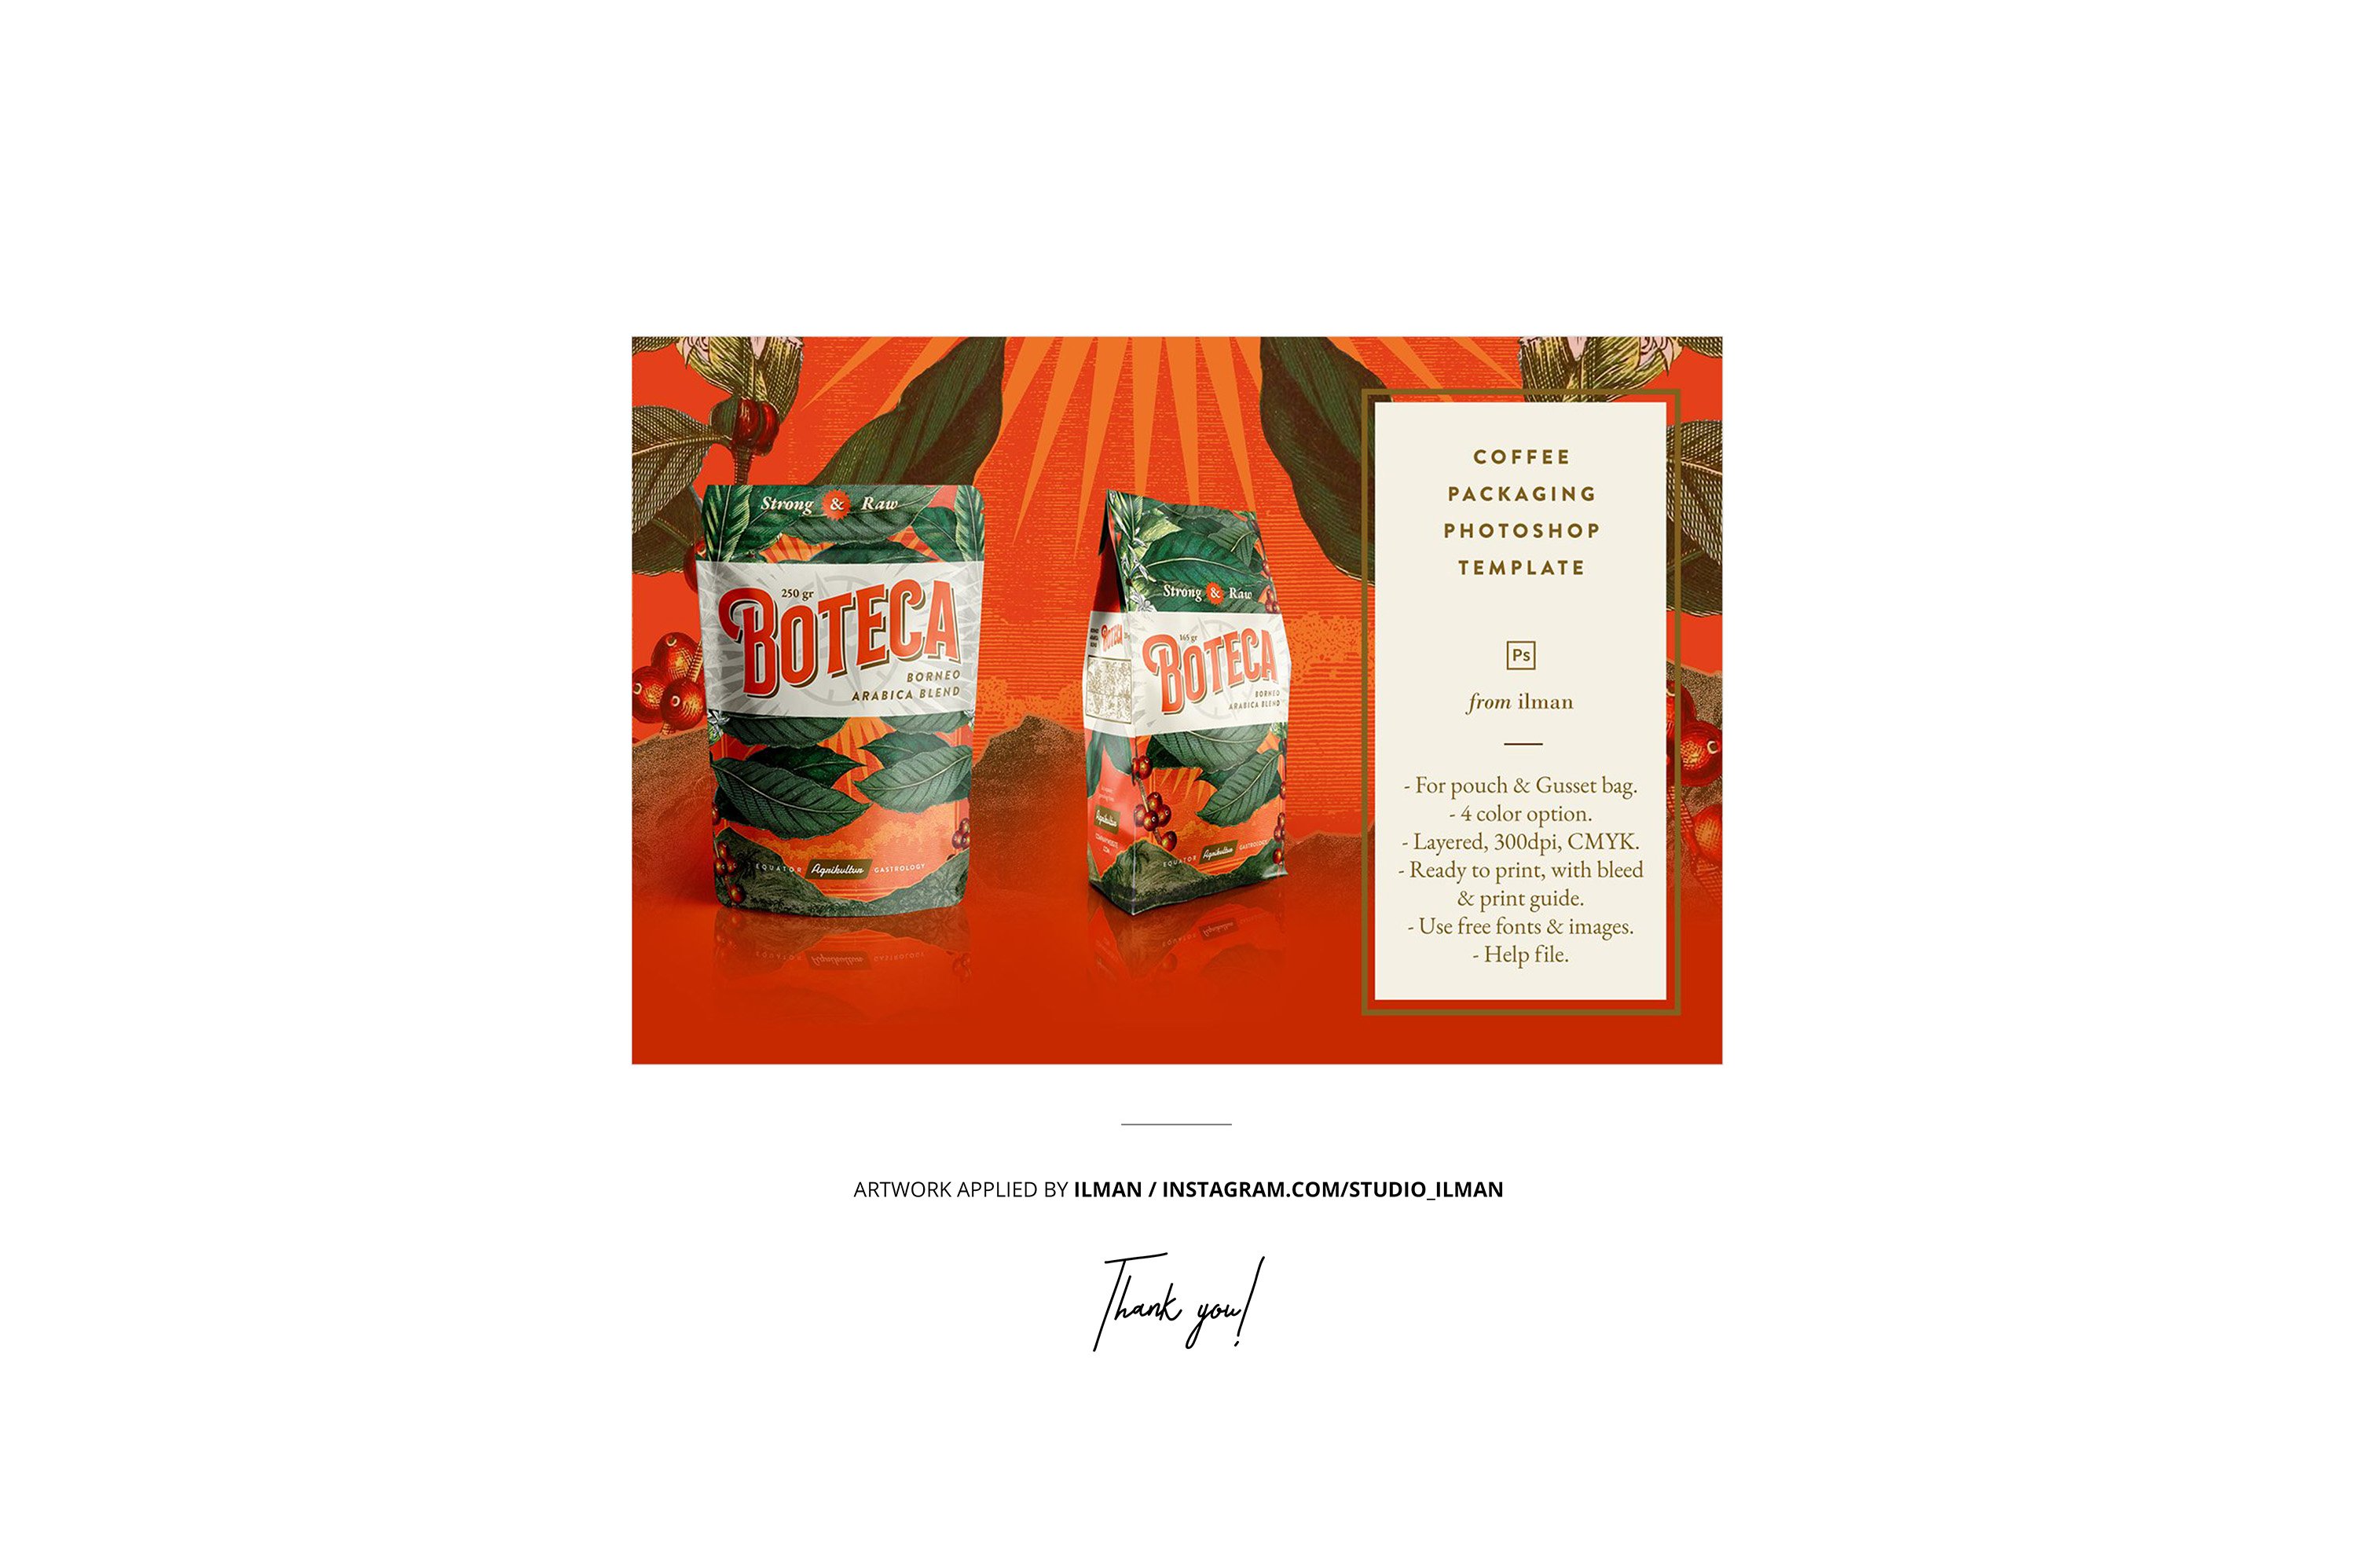 Strong & Raw
250 gr
BOTECA
BORNEO
ARABICA BLEND
EQUATOR Agrikultur GASTROLOGY
Strong & Raw
165 gr
BOTECA
BORNEO
ARABICA BLEND
BOTECA
Agrikultur
EQUATOR Agrikultur GASTROLOGY
COFFEE
PACKAGING
PHOTOSHOP
TEMPLATE
Ps
from ilman
- For pouch & Gusset bag.
- 4 color option.
- Layered, 300dpi, CMYK.
- Ready to print, with bleed
& print guide.
- Use free fonts & images.
- Help file.
ARTWORK APPLIED BY ILMAN / INSTAGRAM.COM/STUDIO_ILMAN
Thank you!